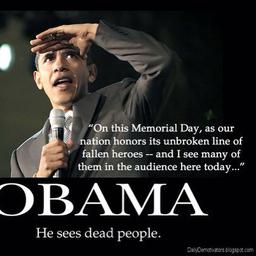 “On this Memorial Day, as our
nation honors its unbroken line of
fallen heroes -- and I see many of
them in the audience here today...”
OBAMA
He sees dead people.
DailyDemotivators.blogspot.com